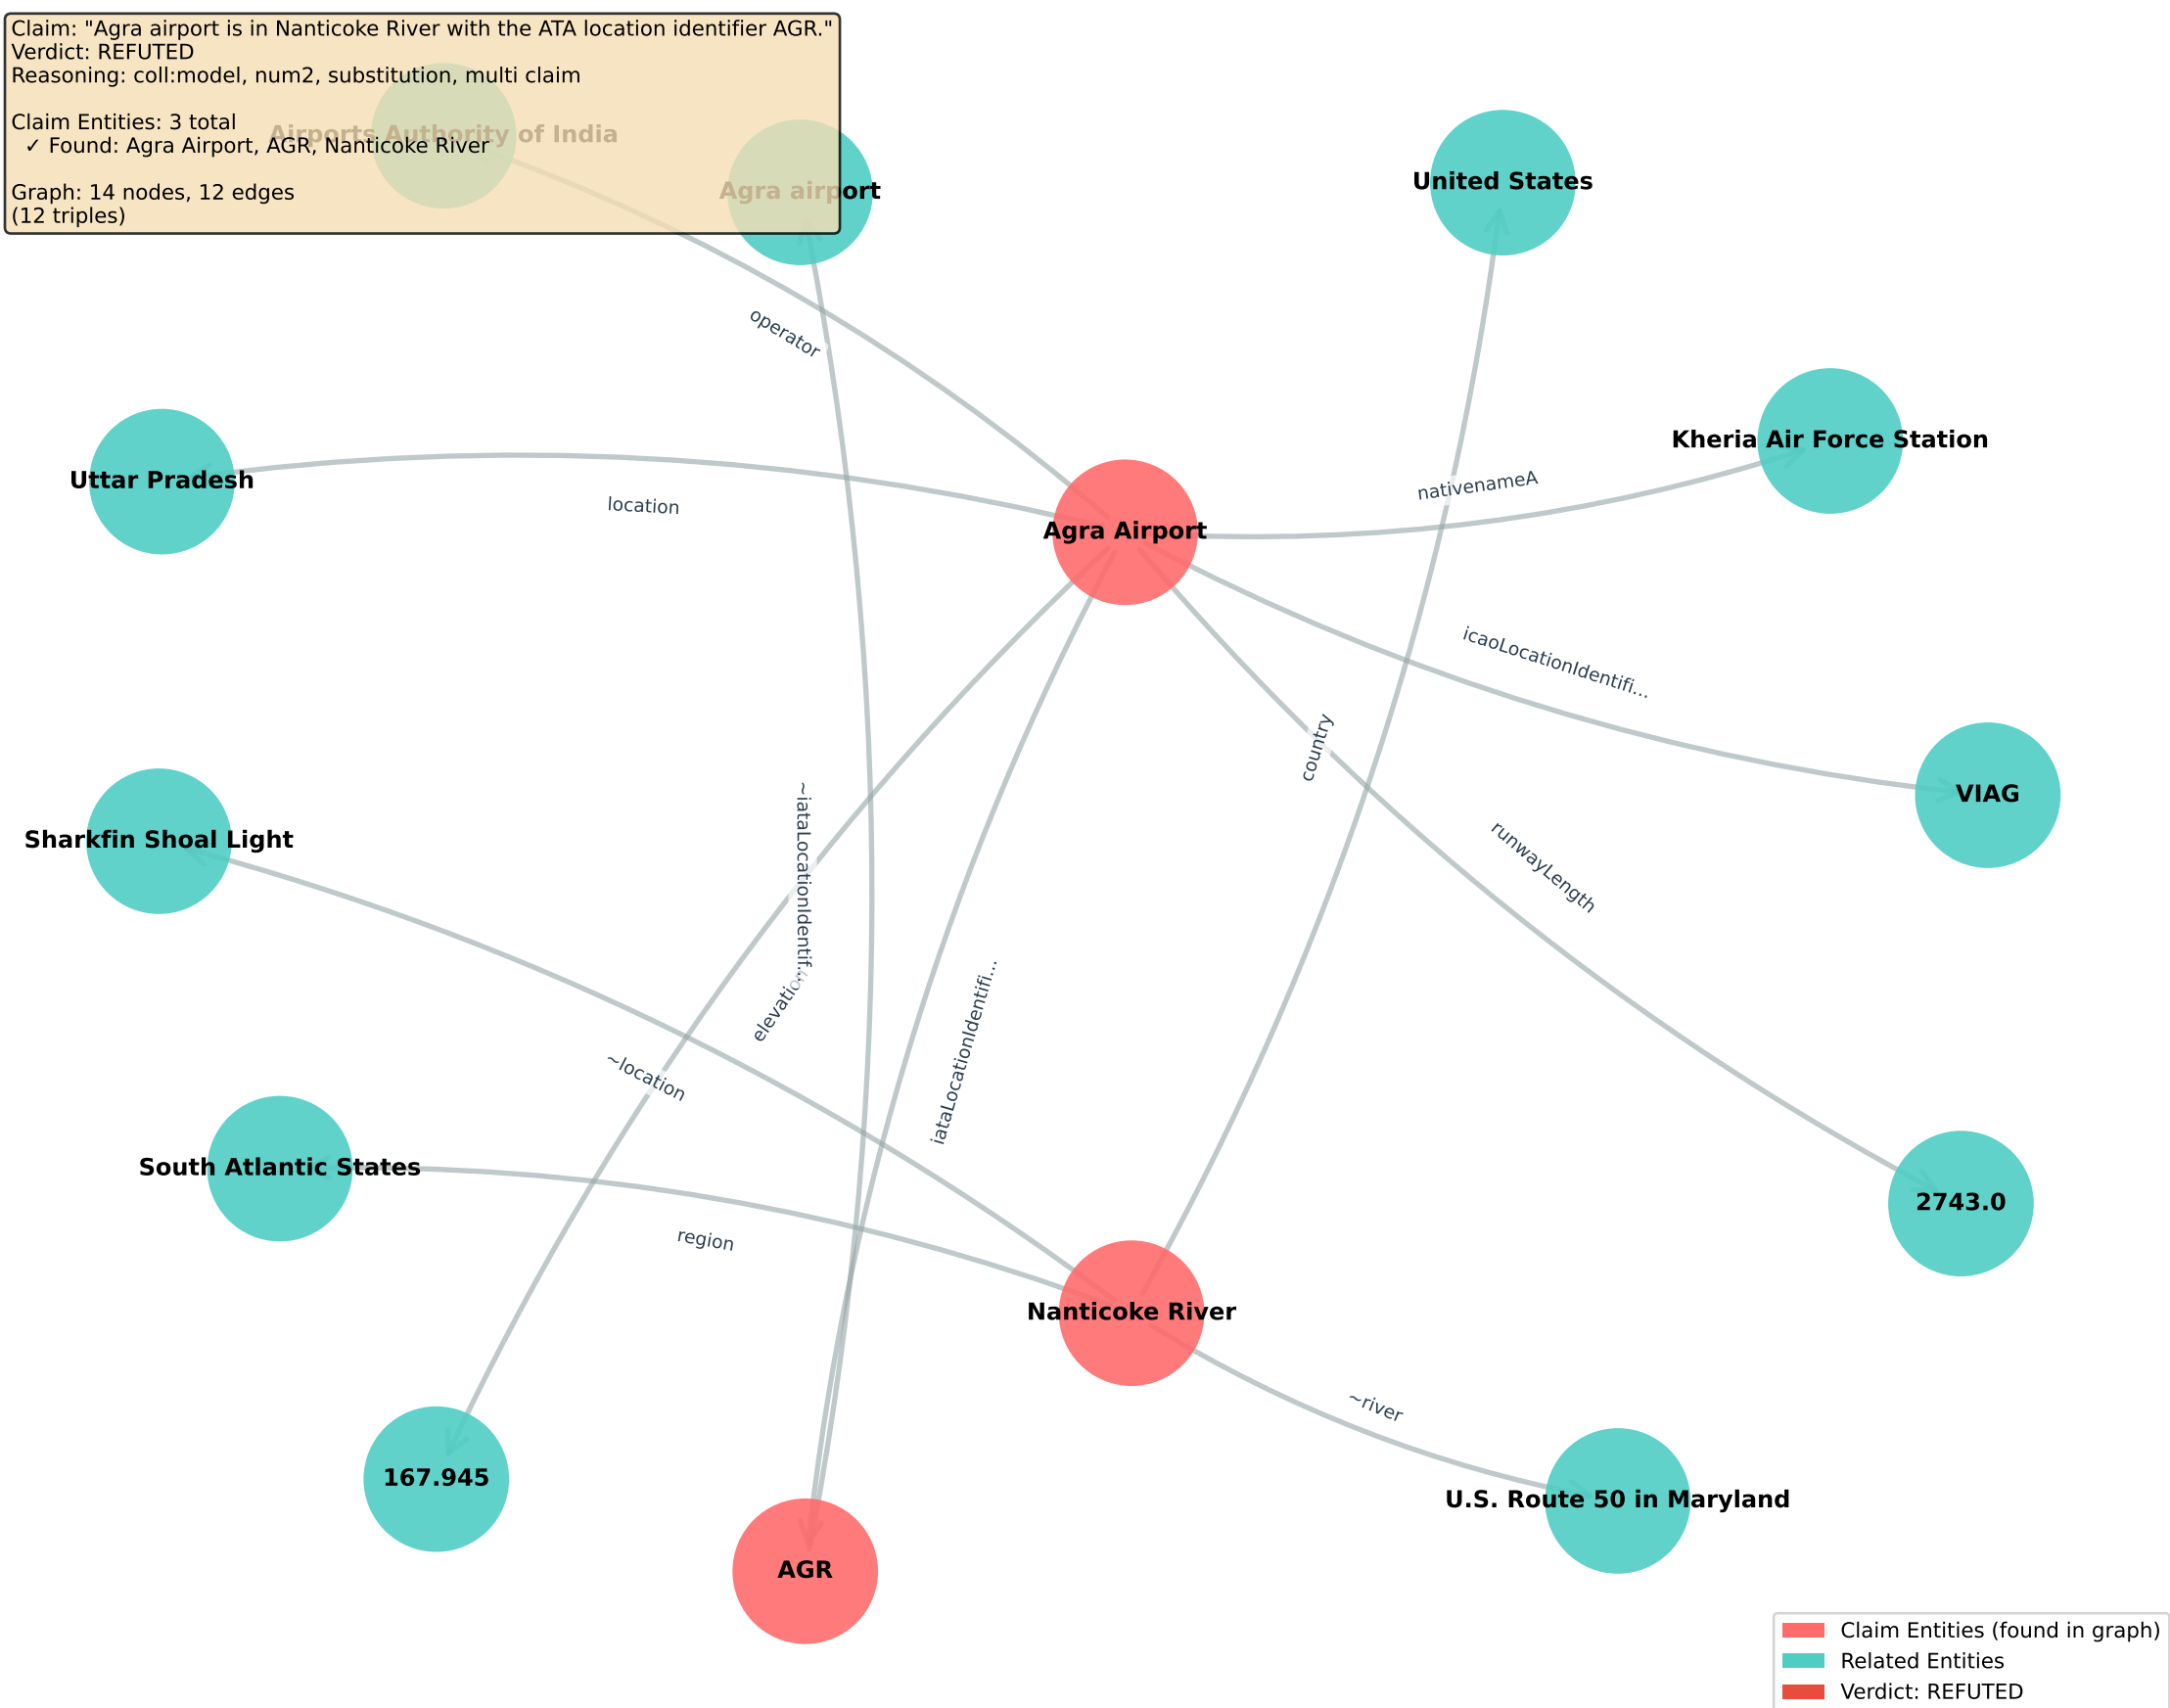 Claim: "Agra airport is in Nanticoke River with the ATA location identifier AGR."
Verdict: REFUTED
Reasoning: coll:model, num2, substitution, multi claim
Claim Entities: 3 total
✓ Found: Agra Airport, AGR, Nanticoke River
Graph: 14 nodes, 12 edges
(12 triples)
Airports Authority of India
Agra airport
United States
operator
Kheria Air Force Station
Uttar Pradesh
location
nativenameA
Agra Airport
icaoLocationIdentifi...
country
VIAG
Sharkfin Shoal Light
runwayLength
~iataLocationIdentif...
elevation
iataLocationIdentifi...
~location
South Atlantic States
2743.0
region
Nanticoke River
~river
167.945
U.S. Route 50 in Maryland
AGR
Claim Entities (found in graph)
Related Entities
Verdict: REFUTED